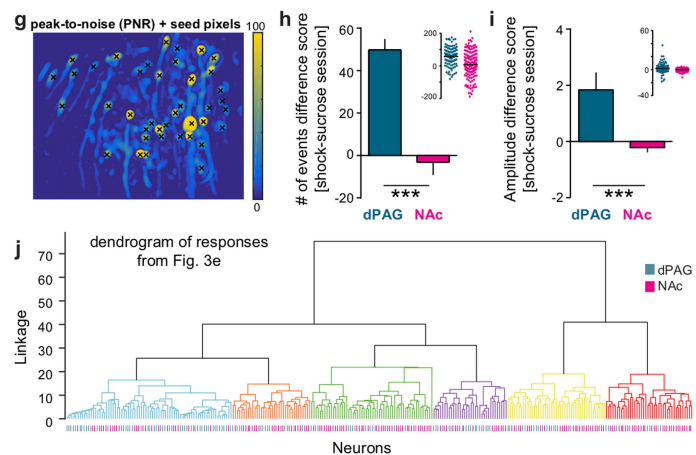 g peak-to-noise (PNR) + seed pixels
100
0
h
# of events difference score
[shock-sucrose session]
60
40
20
0
-20
200
0
-200
***
dPAG NAc
i
Amplitude difference score
[shock-sucrose session]
4
2
0
-2
60
0
-40
***
dPAG NAc
j
dendrogram of responses
from Fig. 3e
dPAG
NAc
Linkage
70
60
50
40
30
20
10
0
Neurons